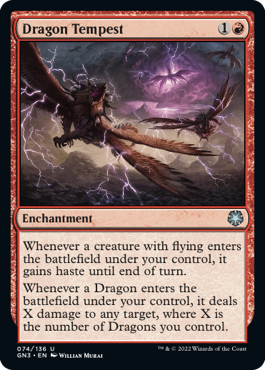 Dragon Tempest 1
Enchantment
Whenever a creature with flying enters
the battlefield under your control, it
gains haste until end of turn.
Whenever a Dragon enters the
battlefield under your control, it deals
X damage to any target, where X is
the number of Dragons you control.
074/136 U
GN3 • EN Willian Murai
™ & © 2022 Wizards of the Coast